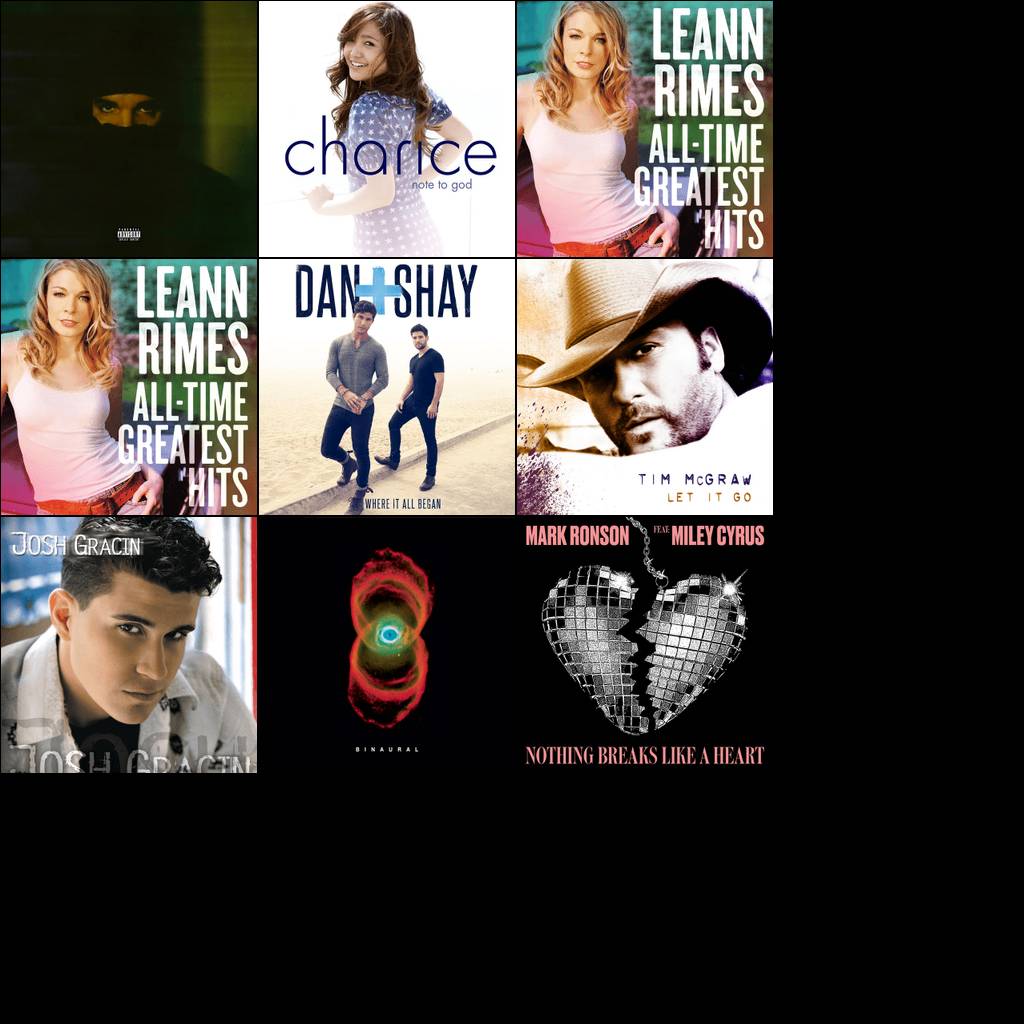 PARENTAL
ADVISORY
charice
note to god
LEANN
RIMES
ALL-TIME
GREATEST
HITS
LEANN
RIMES
ALL-TIME
GREATEST
HITS
DAN+SHAY
WHERE IT ALL BEGAN
TIM McGRAW
LET IT GO
JOSH GRACIN
JOSH GRACIN
BINAURAL
MARK RONSON FEAT. MILEY CYRUS
NOTHING BREAKS LIKE A HEART